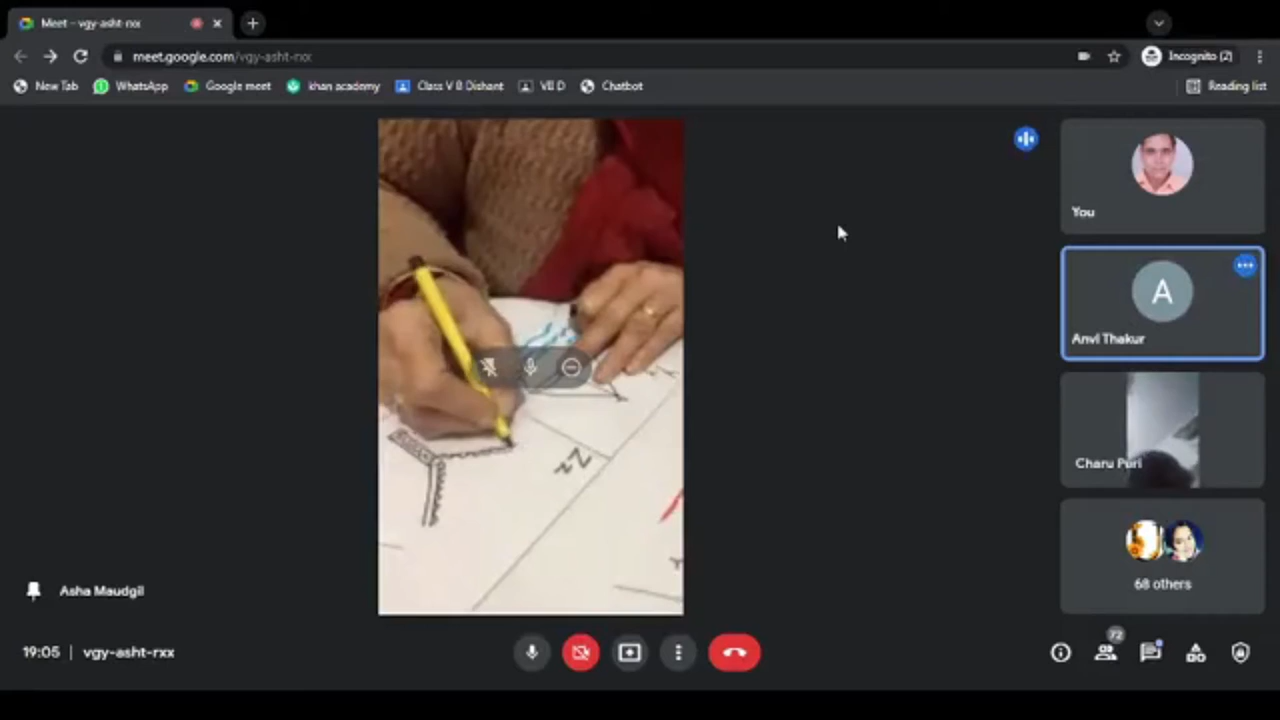 Meet – vgy-asht-rxx
meet.google.com/vgy-asht-rxx
Incognito (2)
New Tab
WhatsApp
Google meet
khan academy
Class V B Dishant
VII D
Chatbot
Reading list
You
A
Anvi Thakur
Charu Puri
68 others
Asha Maudgil
19:05 | vgy-asht-rxx
72